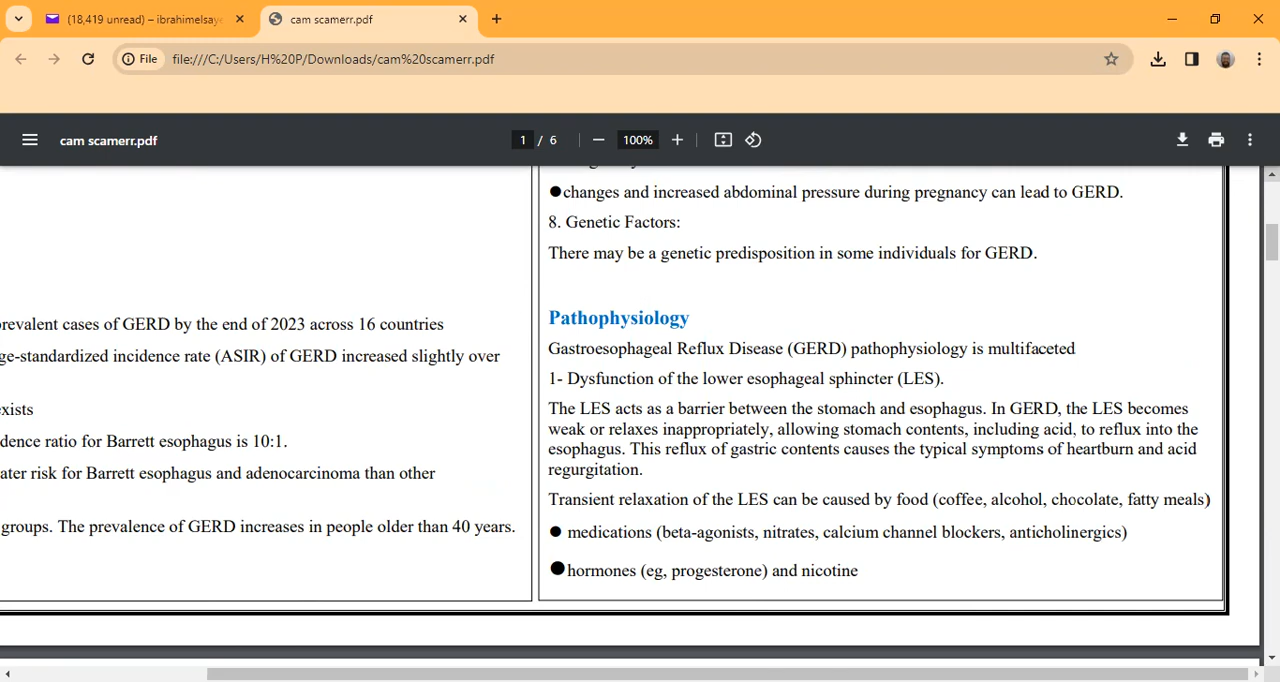 (18,419 unread) – ibrahimelsay
cam scamerr.pdf
File
file:///C:/Users/H%20P/Downloads/cam%20scamerr.pdf
cam scamerr.pdf
1 / 6
100%
revalent cases of GERD by the end of 2023 across 16 countries
ge-standardized incidence rate (ASIR) of GERD increased slightly over
exists
dence ratio for Barrett esophagus is 10:1.
ater risk for Barrett esophagus and adenocarcinoma than other
groups. The prevalence of GERD increases in people older than 40 years.
●changes and increased abdominal pressure during pregnancy can lead to GERD.
8. Genetic Factors:
There may be a genetic predisposition in some individuals for GERD.
Pathophysiology
Gastroesophageal Reflux Disease (GERD) pathophysiology is multifaceted
1- Dysfunction of the lower esophageal sphincter (LES).
The LES acts as a barrier between the stomach and esophagus. In GERD, the LES becomes
weak or relaxes inappropriately, allowing stomach contents, including acid, to reflux into the
esophagus. This reflux of gastric contents causes the typical symptoms of heartburn and acid
regurgitation.
Transient relaxation of the LES can be caused by food (coffee, alcohol, chocolate, fatty meals)
● medications (beta-agonists, nitrates, calcium channel blockers, anticholinergics)
●hormones (eg, progesterone) and nicotine